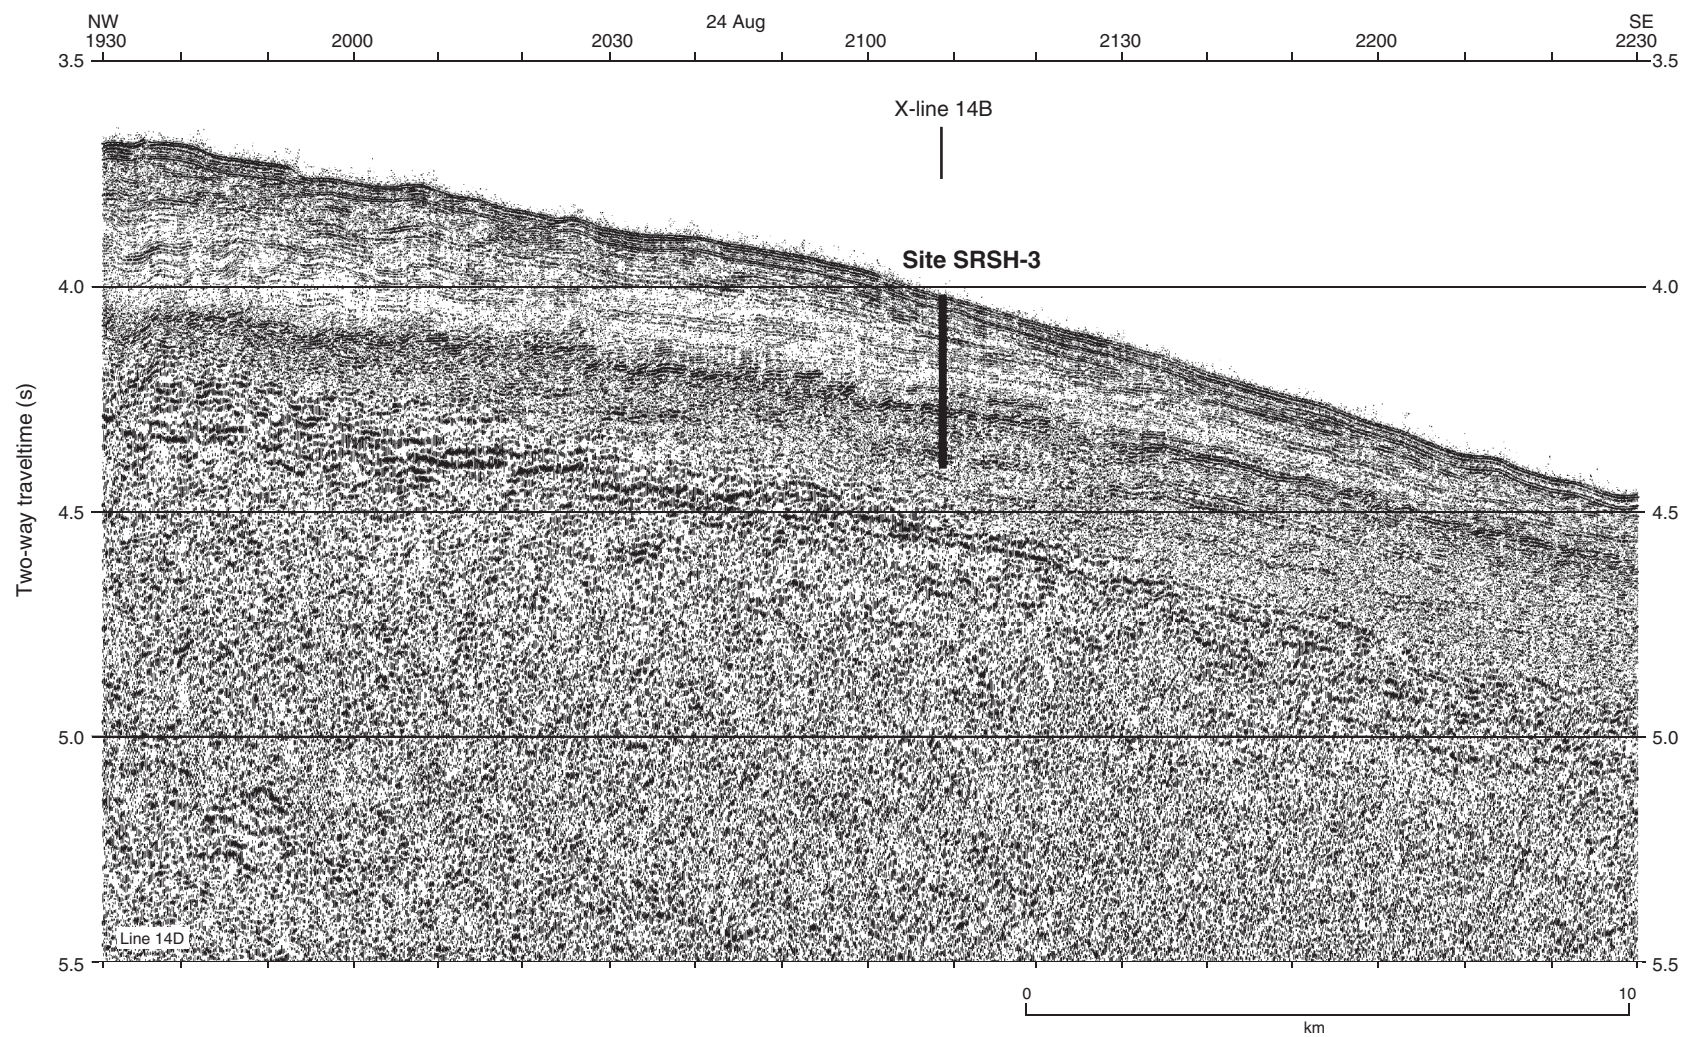 NW 24 Aug SE
1930 2000 2030 2100 2130 2200 2230
3.5 3.5
X-line 14B
Site SRSH-3
4.0 4.0
Two-way traveltime (s)
4.5 4.5
5.0 5.0
Line 14D
5.5 5.5
0 10
km